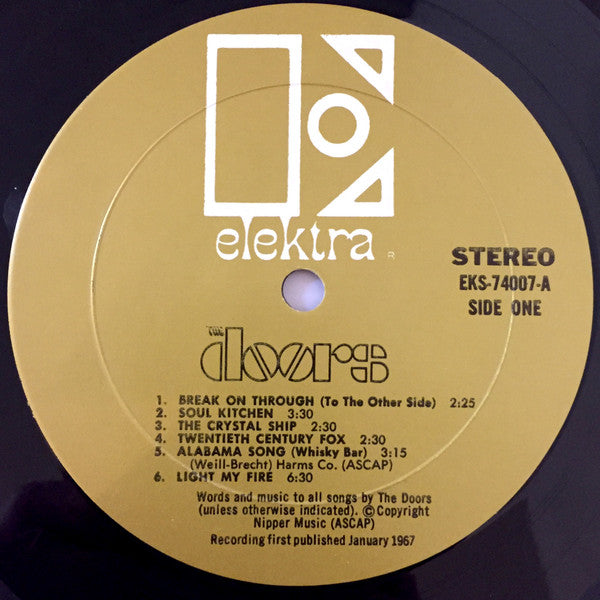 elektra
R
STEREO
EKS-74007-A
SIDE ONE
THE
doors
1. BREAK ON THROUGH (To The Other Side) 2:25
2. SOUL KITCHEN 3:30
3. THE CRYSTAL SHIP 2:30
4. TWENTIETH CENTURY FOX 2:30
5. ALABAMA SONG (Whisky Bar) 3:15
(Weill-Brecht) Harms Co. (ASCAP)
6. LIGHT MY FIRE 6:30
Words and music to all songs by The Doors
(unless otherwise indicated). © Copyright
Nipper Music (ASCAP)
Recording first published January 1967